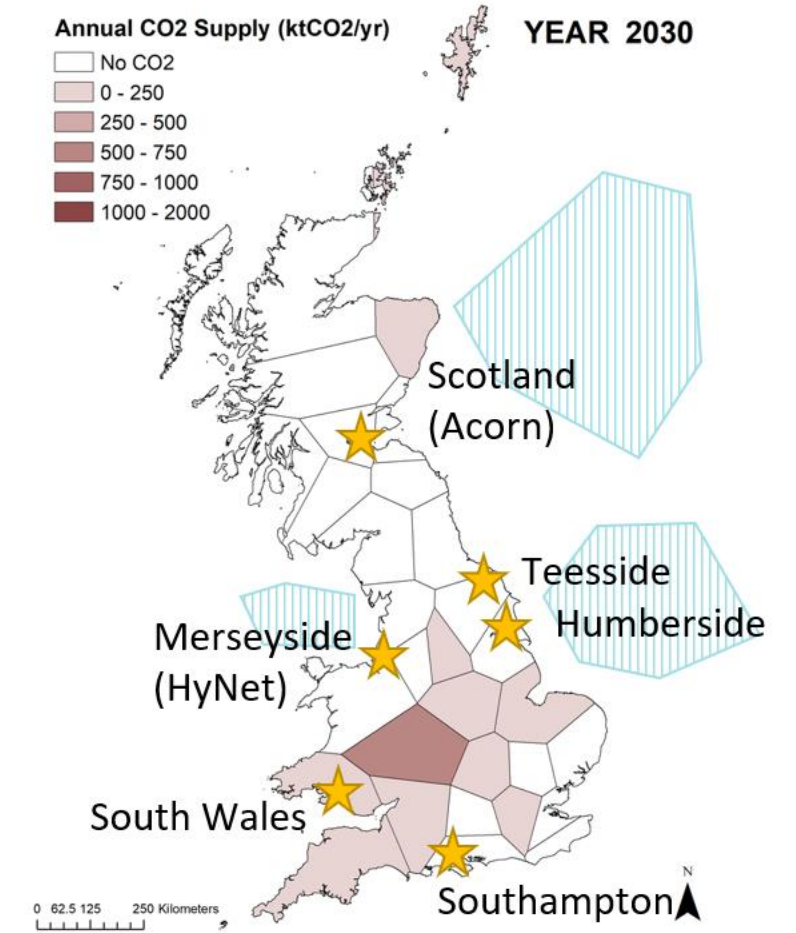 Annual CO2 Supply (ktCO2/yr)
No CO2
0 - 250
250 - 500
500 - 750
750 - 1000
1000 - 2000
YEAR 2030
Scotland
(Acorn)
Teesside
Humberside
Merseyside
(HyNet)
South Wales
Southampton
N
0 62.5 125 250 Kilometers